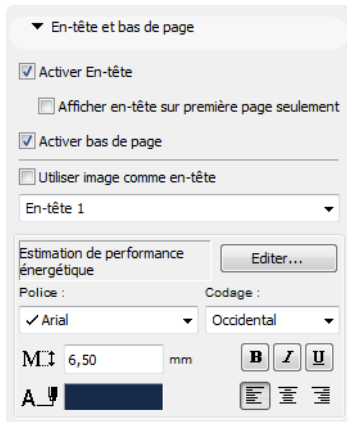 En-tête et bas de page
Activer En-tête
Afficher en-tête sur première page seulement
Activer bas de page
Utiliser image comme en-tête
En-tête 1
Estimation de performance
énergétique
Editer...
Police :
Codage :
Arial
Occidental
M
6,50
mm
B I U
A